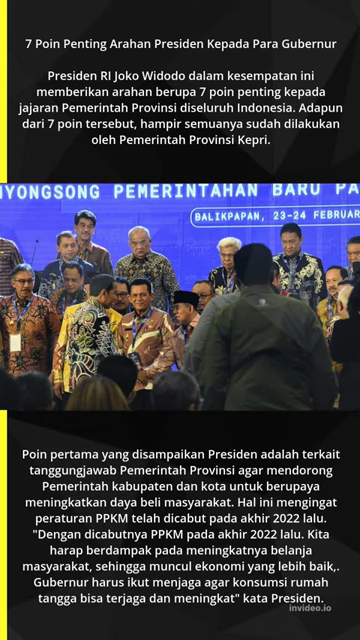 7 Poin Penting Arahan Presiden Kepada Para Gubernur
Presiden RI Joko Widodo dalam kesempatan ini
memberikan arahan berupa 7 poin penting kepada
jajaran Pemerintah Provinsi diseluruh Indonesia. Adapun
dari 7 poin tersebut, hampir semuanya sudah dilakukan
oleh Pemerintah Provinsi Kepri.
NYONGSONG PEMERINTAHAN BARU PA
BALIKPAPAN, 23-24 FEBRUAR
Poin pertama yang disampaikan Presiden adalah terkait
tanggungjawab Pemerintah Provinsi agar mendorong
Pemerintah kabupaten dan kota untuk berupaya
meningkatkan daya beli masyarakat. Hal ini mengingat
peraturan PPKM telah dicabut pada akhir 2022 lalu.
"Dengan dicabutnya PPKM pada akhir 2022 lalu. Kita
harap berdampak pada meningkatnya belanja
masyarakat, sehingga muncul ekonomi yang lebih baik,.
Gubernur harus ikut menjaga agar konsumsi rumah
tangga bisa terjaga dan meningkat" kata Presiden.
invideo.io